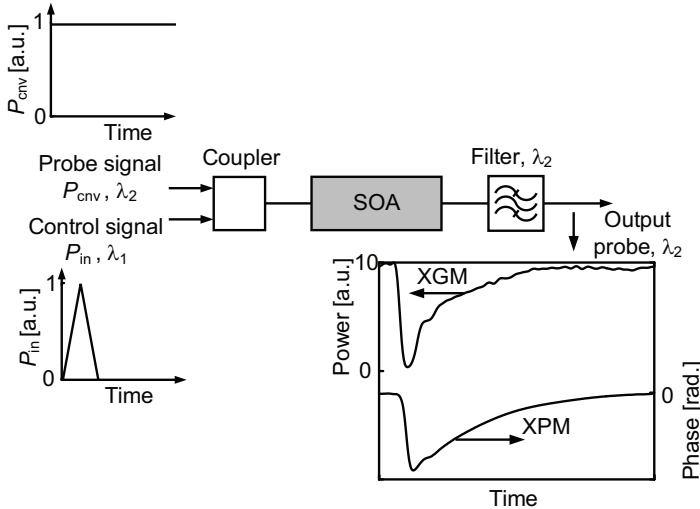 1
P_cnv [a.u.]
0
Time
Coupler
Filter, λ₂
Probe signal
P_cnv , λ₂
SOA
Control signal
P_in , λ₁
Output
probe, λ₂
1
P_in [a.u.]
0
Time
10
Power [a.u.]
0
XGM
0
Phase [rad.]
XPM
Time